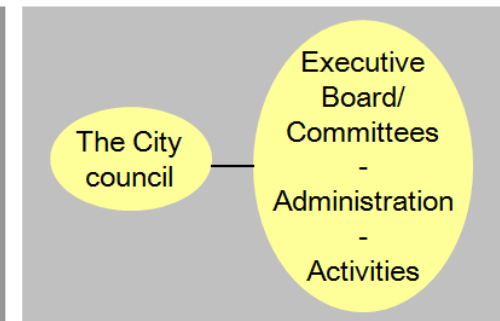 The City
council
Executive
Board/
Committees
-
Administration
-
Activities